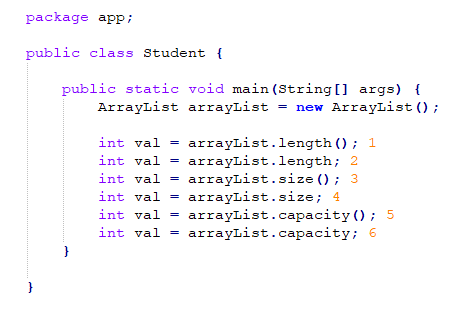 package app;
public class Student {
public static void main(String[] args) {
ArrayList arrayList = new ArrayList();
int val = arrayList.length(); 1
int val = arrayList.length; 2
int val = arrayList.size(); 3
int val = arrayList.size; 4
int val = arrayList.capacity(); 5
int val = arrayList.capacity; 6
}
}